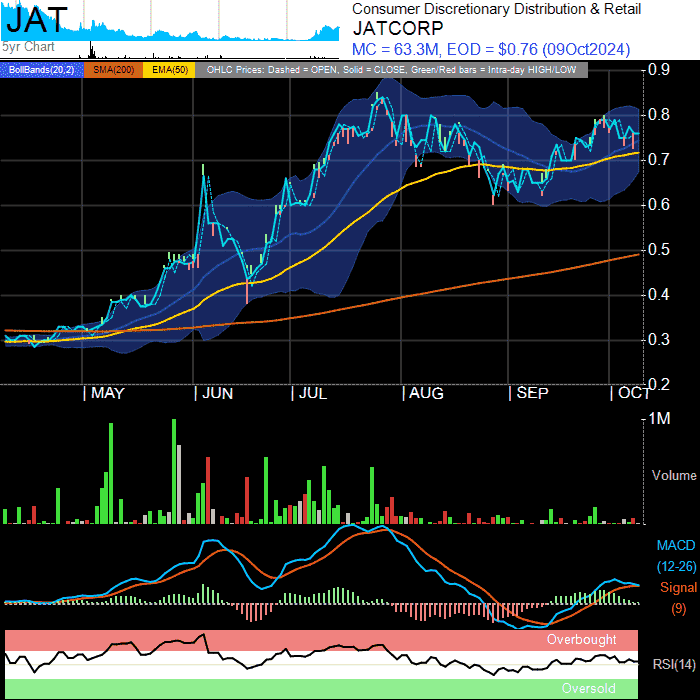 JAT
5yr Chart
Consumer Discretionary Distribution & Retail
JATCORP
MC = 63.3M, EOD = $0.76 (09Oct2024)
BollBands(20,2) SMA(200) EMA(50) OHLC Prices: Dashed = OPEN, Solid = CLOSE, Green/Red bars = Intra-day HIGH/LOW
0.9
0.8
0.7
0.6
0.5
0.4
0.3
0.2
| MAY | JUN | JUL | AUG | SEP | OCT
1M
Volume
MACD
(12-26)
Signal
(9)
Overbought
RSI(14)
Oversold